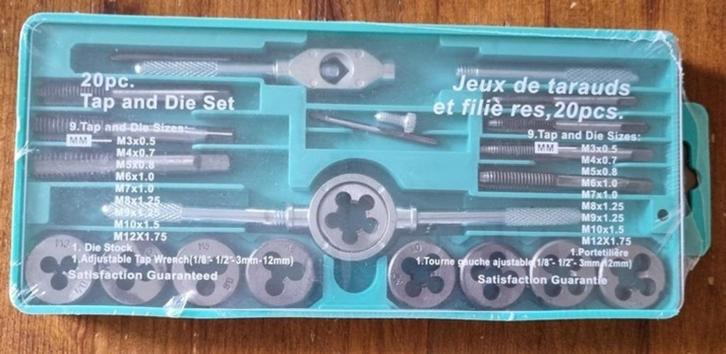 20pc.
Tap and Die Set
9.Tap and Die Sizes:
MM M3x0.5
M4x0.7
M5x0.8
M6x1.0
M7x1.0
M8x1.25
M9x1.25
M10x1.5
M12X1.75
1. Die Stock
1.Adjustable Tap Wrench(1/8"- 1/2"-3mm-12mm)
Satisfaction Guaranteed
Jeux de tarauds
et filiè res,20pcs.
9.Tap and Die Sizes:
MM M3x0.5
M4x0.7
M5x0.8
M6x1.0
M7x1.0
M8x1.25
M9x1.25
M10x1.5
M12X1.75
1.Portetilière
1.Tourne gauche ajustable(1/8"- 1/2"- 3mm-12mm)
Satisfaction Guarantie